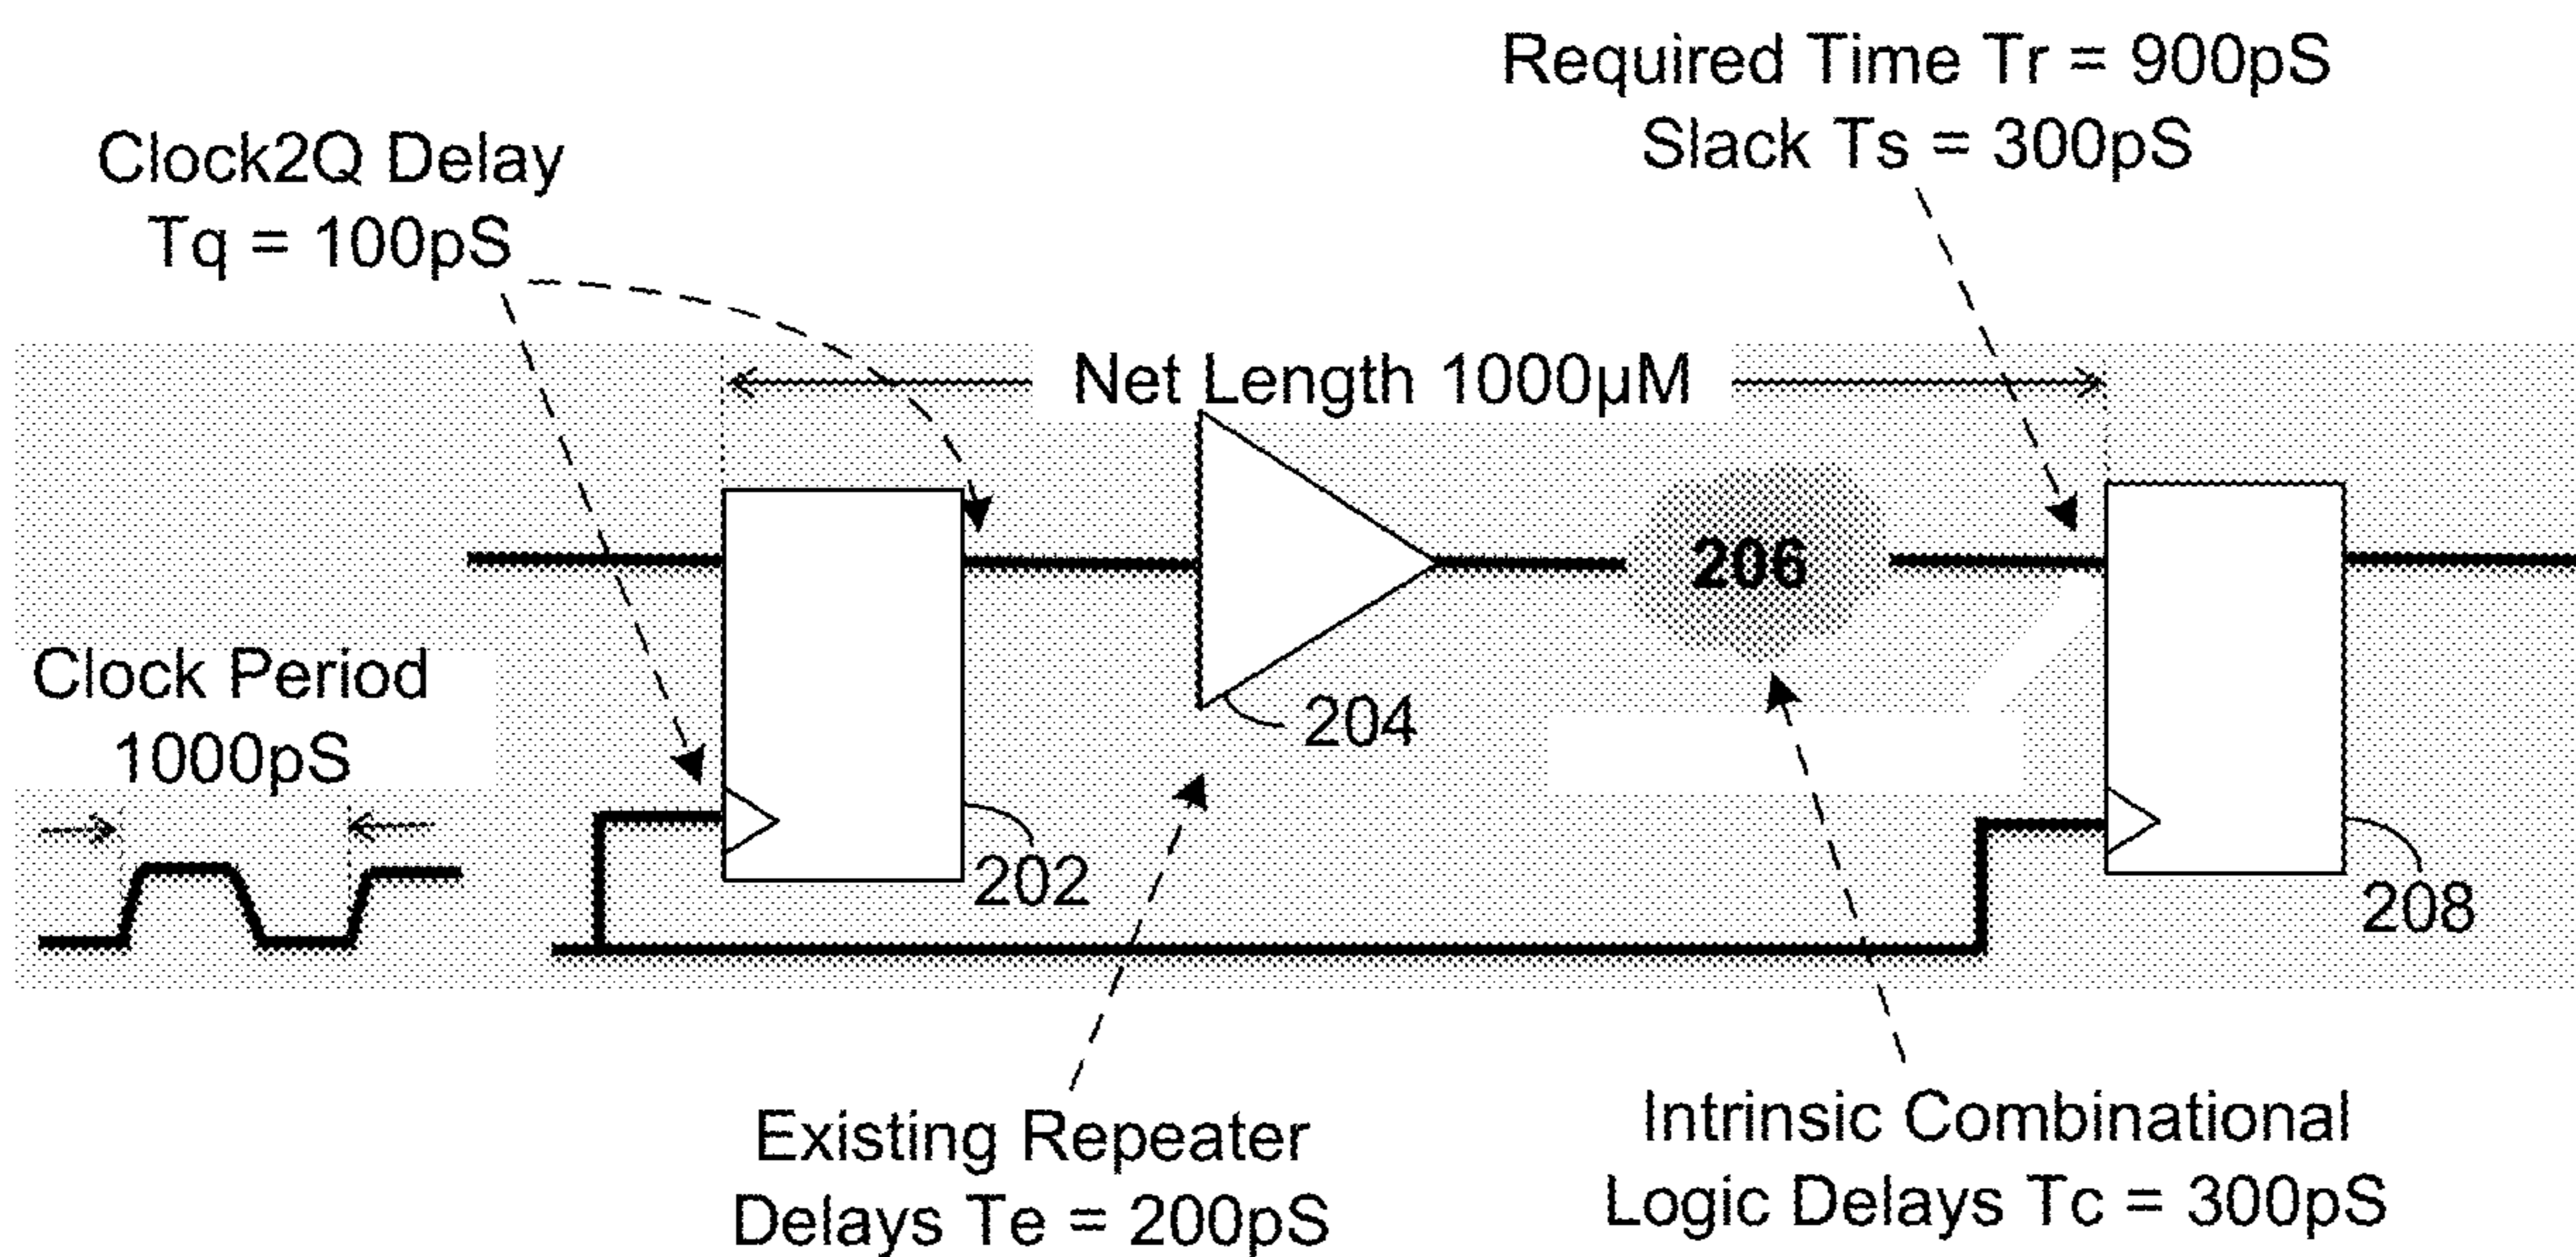 Required Time Tr = 900pS
Slack Ts = 300pS
Clock2Q Delay
Tq = 100pS
Net Length 1000µM
206
Clock Period
1000pS
204
202
208
Existing Repeater
Delays Te = 200pS
Intrinsic Combinational
Logic Delays Tc = 300pS